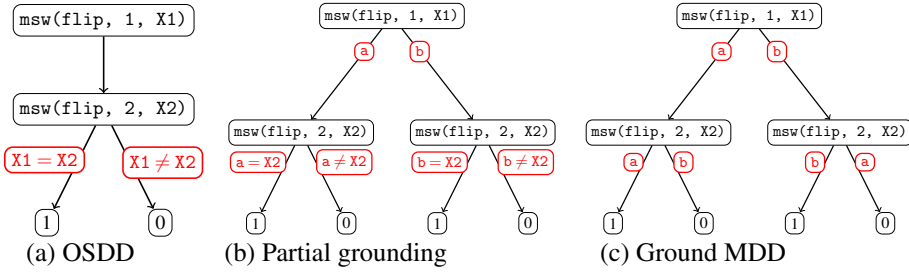 msw(flip, 1, X1)
msw(flip, 2, X2)
X1 = X2
X1 ≠ X2
1
0
(a) OSDD
msw(flip, 1, X1)
a
b
msw(flip, 2, X2)
msw(flip, 2, X2)
a = X2
a ≠ X2
b = X2
b ≠ X2
1
0
1
0
(b) Partial grounding
msw(flip, 1, X1)
a
b
msw(flip, 2, X2)
msw(flip, 2, X2)
a
b
b
a
1
0
1
0
(c) Ground MDD